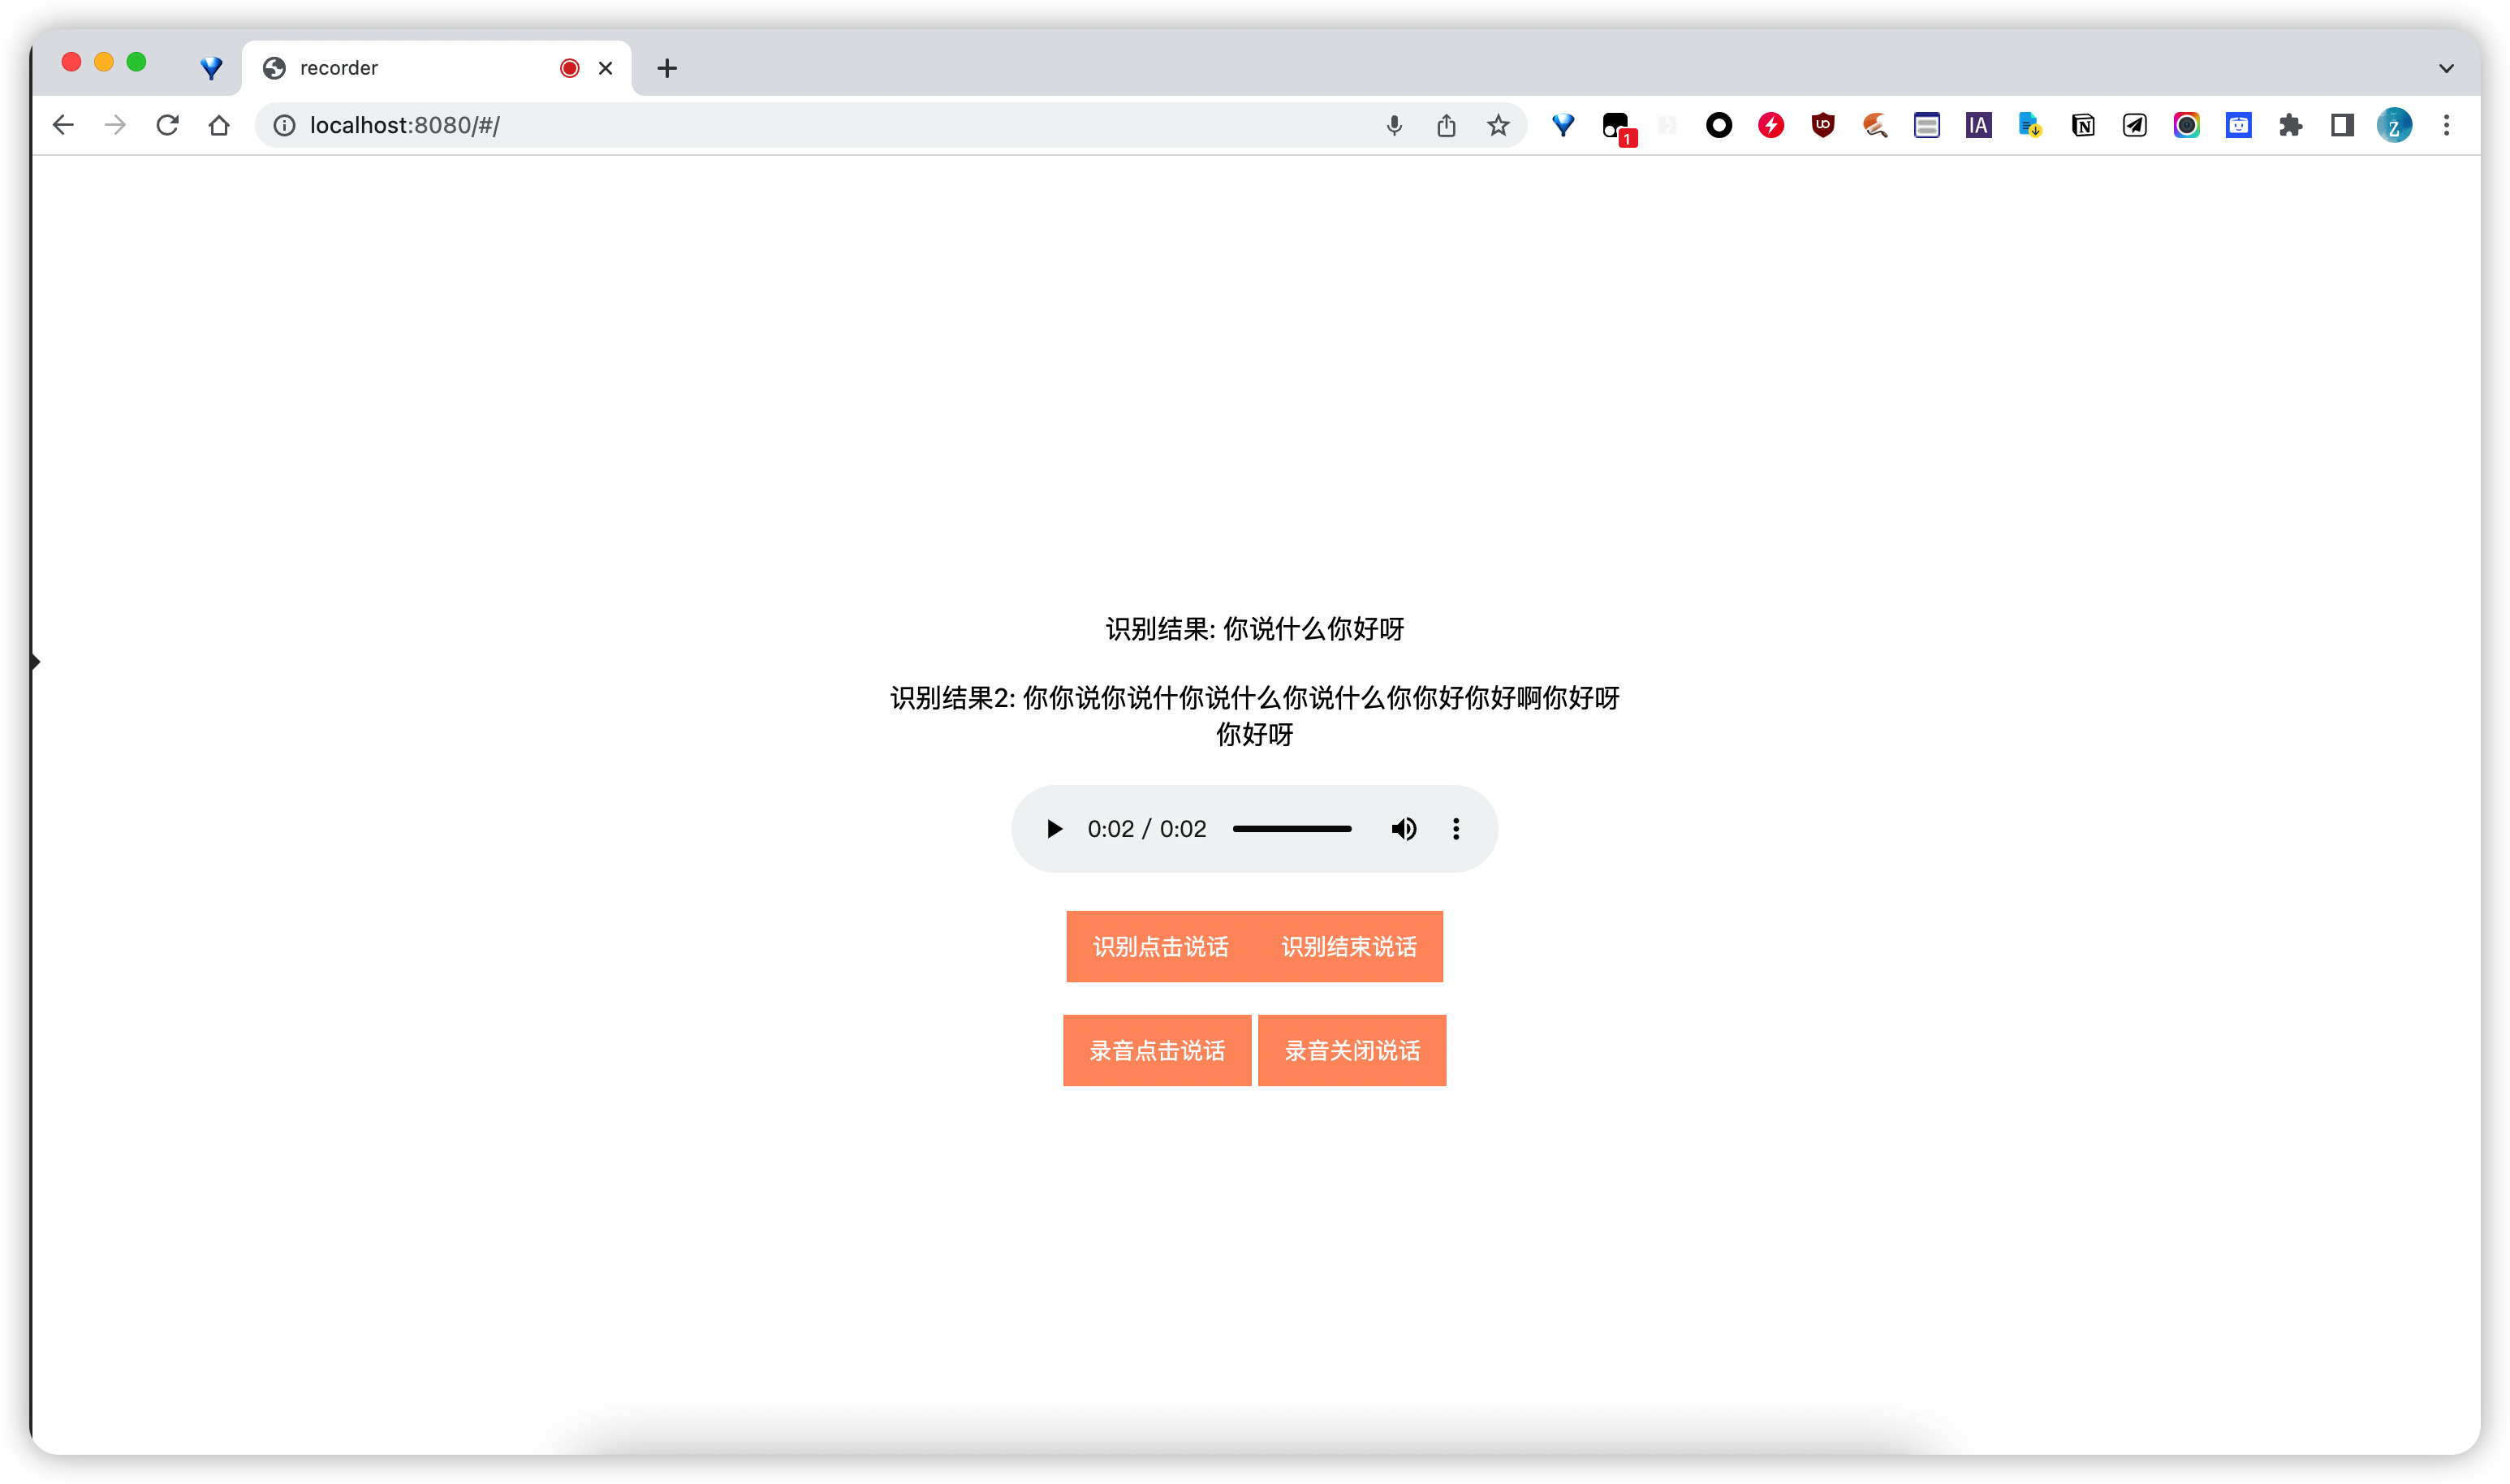 recorder
localhost:8080/#/
1
UO
IA
N
Z
识别结果: 你说什么你好呀
识别结果2: 你你说你说什你说什么你说什么你你好你好啊你好呀
你好呀
0:02 / 0:02
识别点击说话 识别结束说话
录音点击说话 录音关闭说话